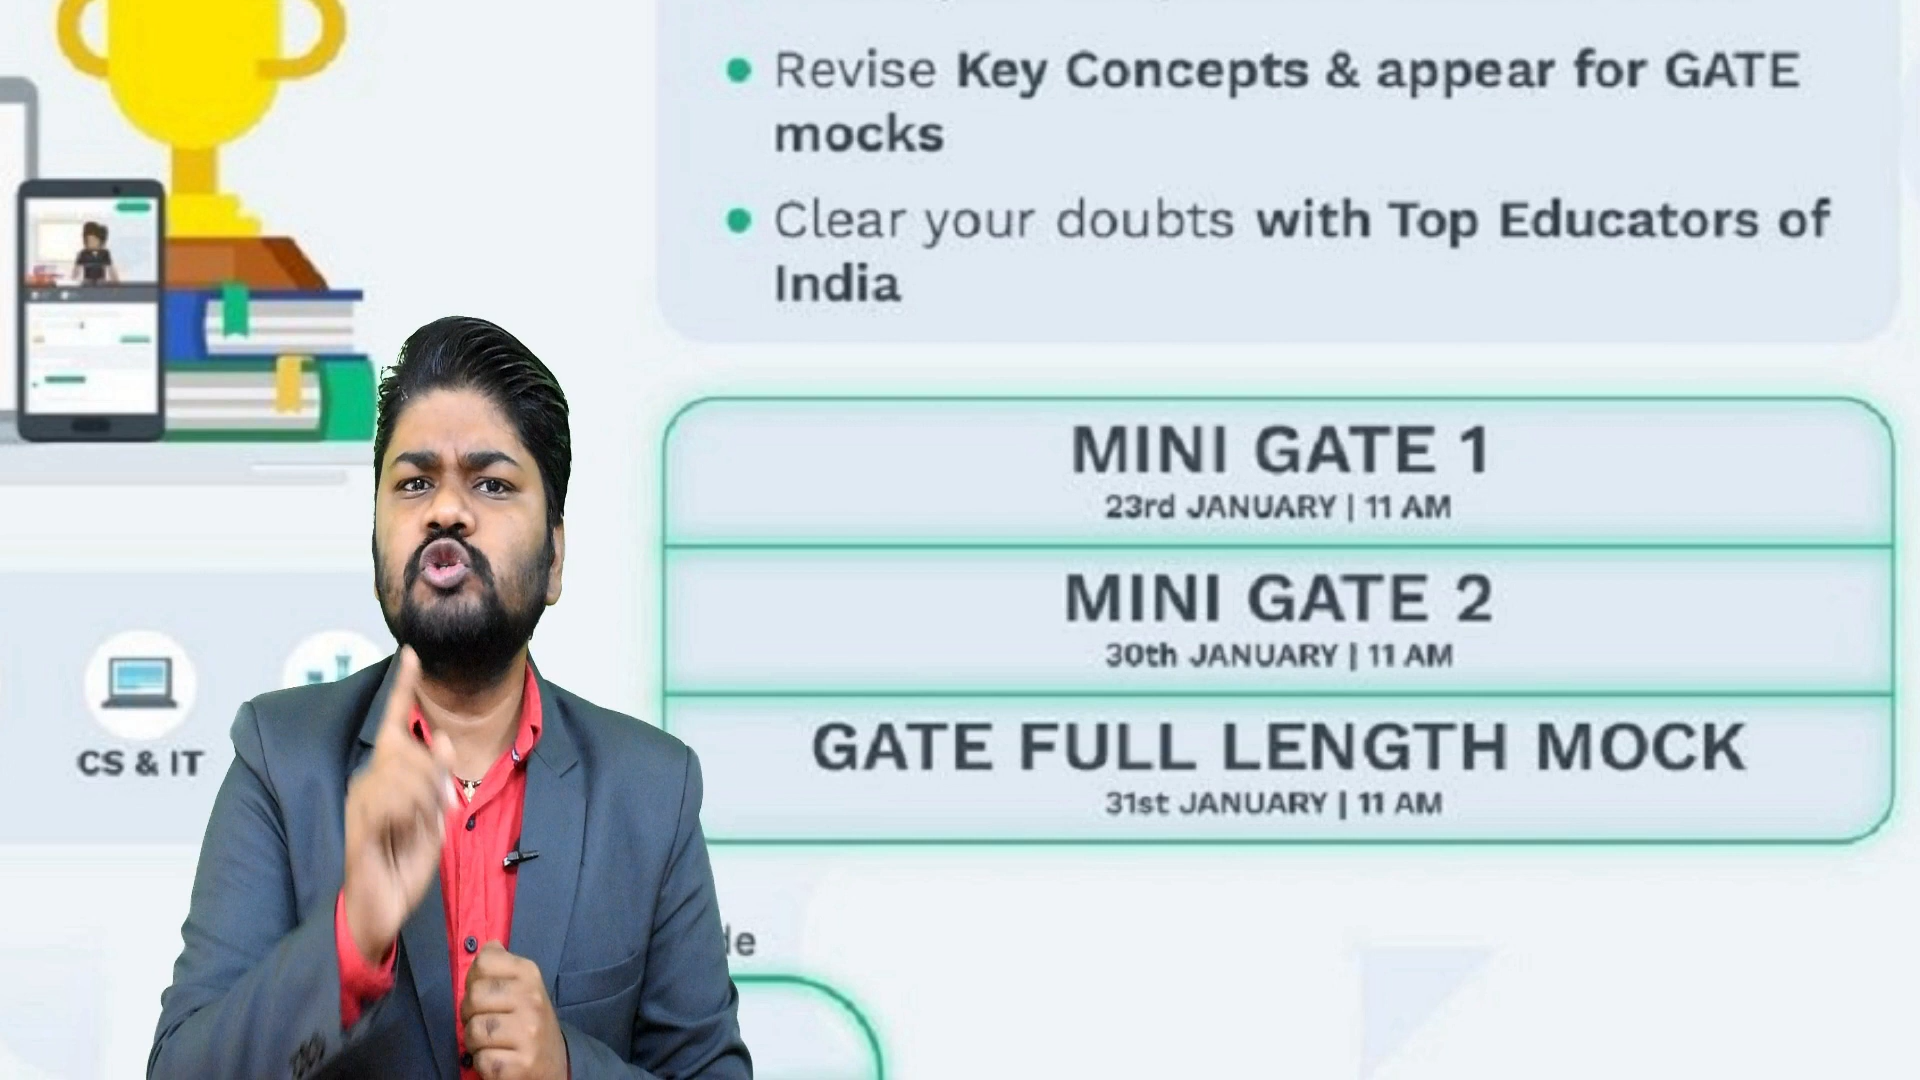 Revise Key Concepts & appear for GATE
mocks
Clear your doubts with Top Educators of
India
MINI GATE 1
23rd JANUARY | 11 AM
MINI GATE 2
30th JANUARY | 11 AM
GATE FULL LENGTH MOCK
31st JANUARY | 11 AM
CS & IT